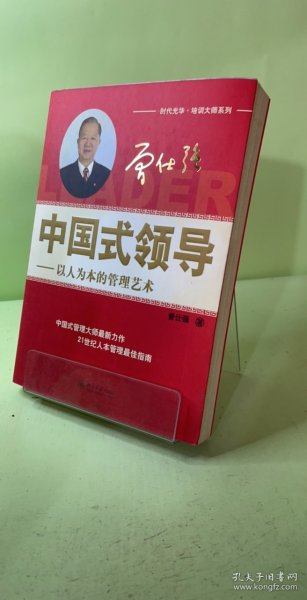 时代光华·培训大师系列
曾仕强
LEADER
中国式领导
——以人为本的管理艺术
曾仕强 著
中国式管理大师最新力作
21世纪人本管理最佳指南
孔夫子旧书网